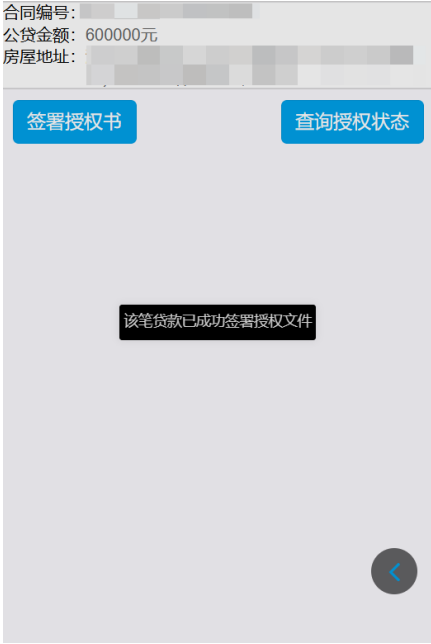 合同编号：
公贷金额：600000元
房屋地址：
签署授权书
查询授权状态
该笔贷款已成功签署授权文件